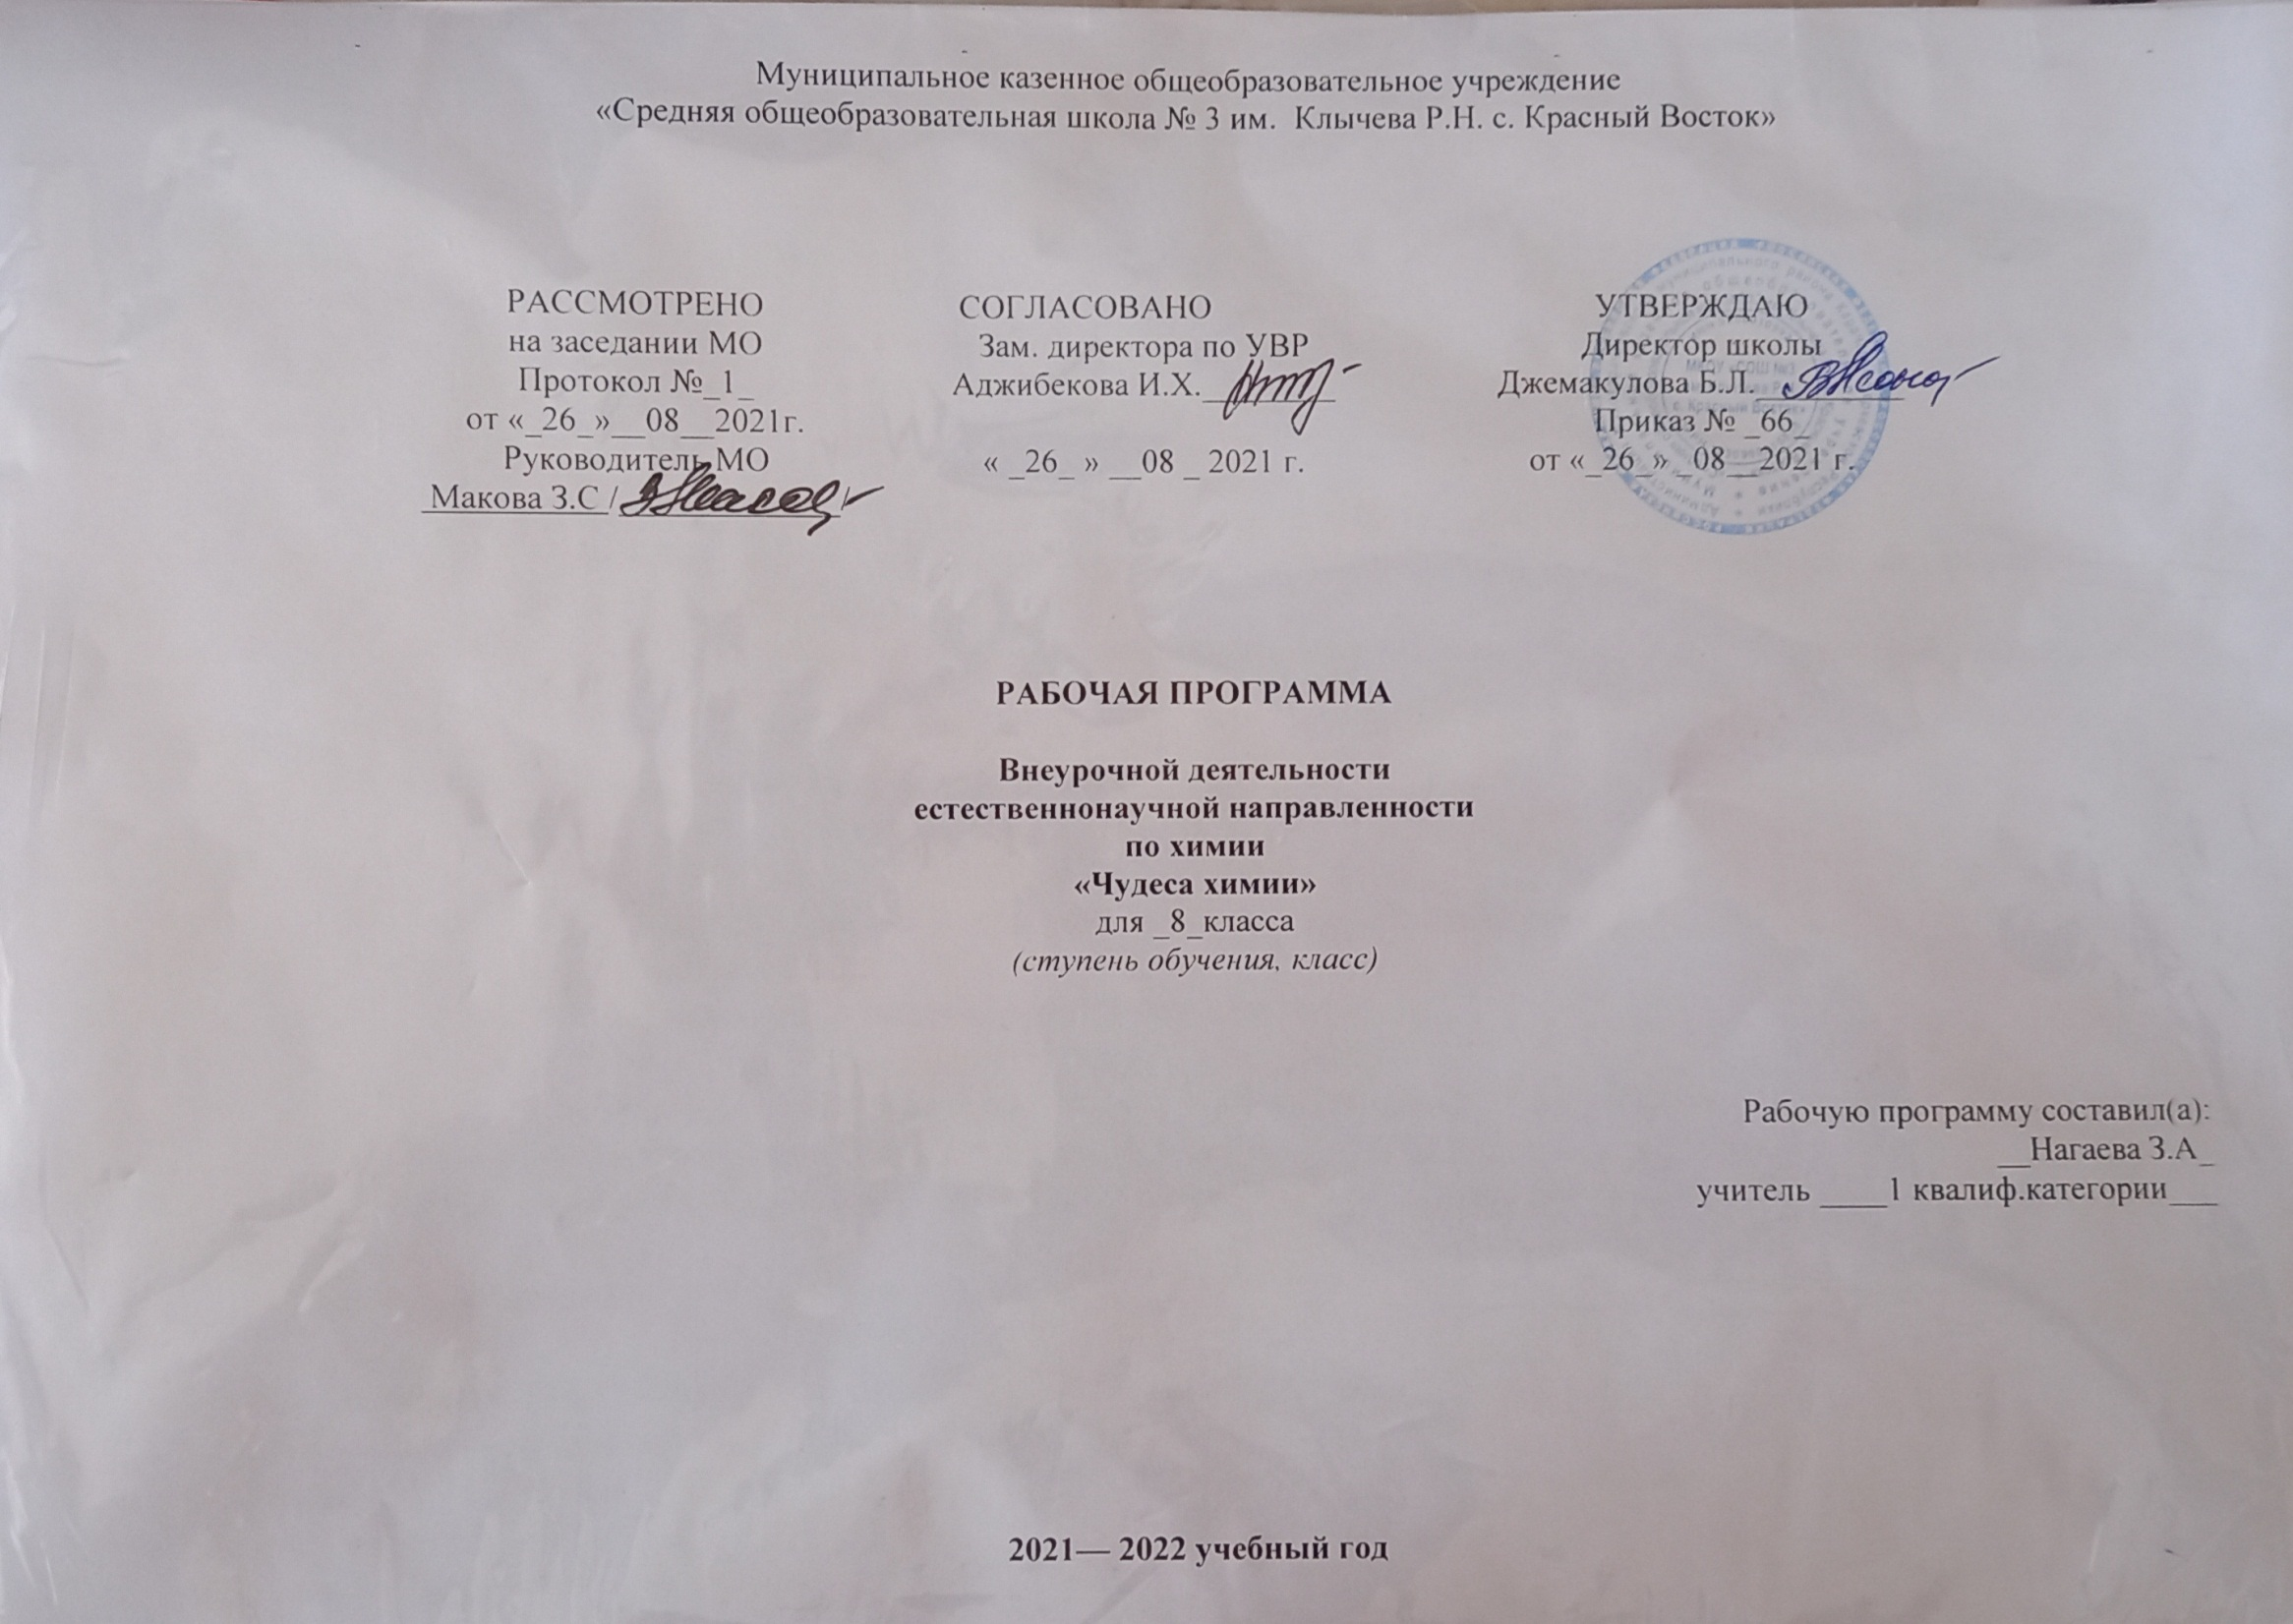 Муниципальное казенное общеобразовательное учреждение
«Средняя общеобразовательная школа № 3 им. Клычева Р.Н. с. Красный Восток»
РАССМОТРЕНО
на заседании МО
Протокол №_1_
от «_26_»__08__2021г.
Руководитель МО
Макова З.С /
СОГЛАСОВАНО
Зам. директора по УВР
Аджибекова И.Х.
« _26_ » __08 _ 2021 г.
УТВЕРЖДАЮ
Директор школы
Джемакулова Б.Л.
Приказ № _66_
от «_26_» _08__2021 г.
РАБОЧАЯ ПРОГРАММА
Внеурочной деятельности
естественнонаучной направленности
по химии
«Чудеса химии»
для _8_класса
(ступень обучения, класс)
Рабочую программу составил(а):
__Нагаева З.А_
учитель ____1 квалиф.категории___
2021— 2022 учебный год